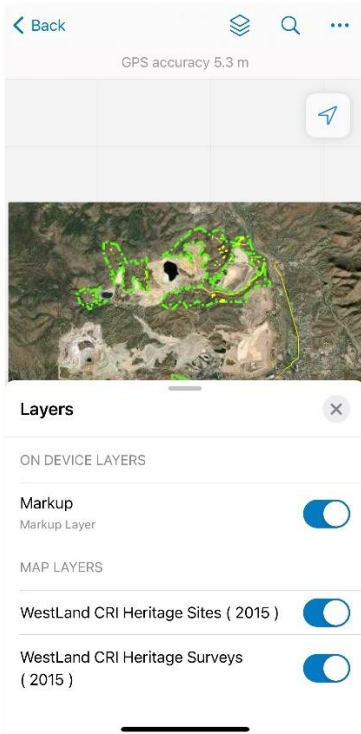 Back
GPS accuracy 5.3 m
Layers
ON DEVICE LAYERS
Markup
Markup Layer
MAP LAYERS
WestLand CRI Heritage Sites ( 2015 )
WestLand CRI Heritage Surveys
( 2015 )